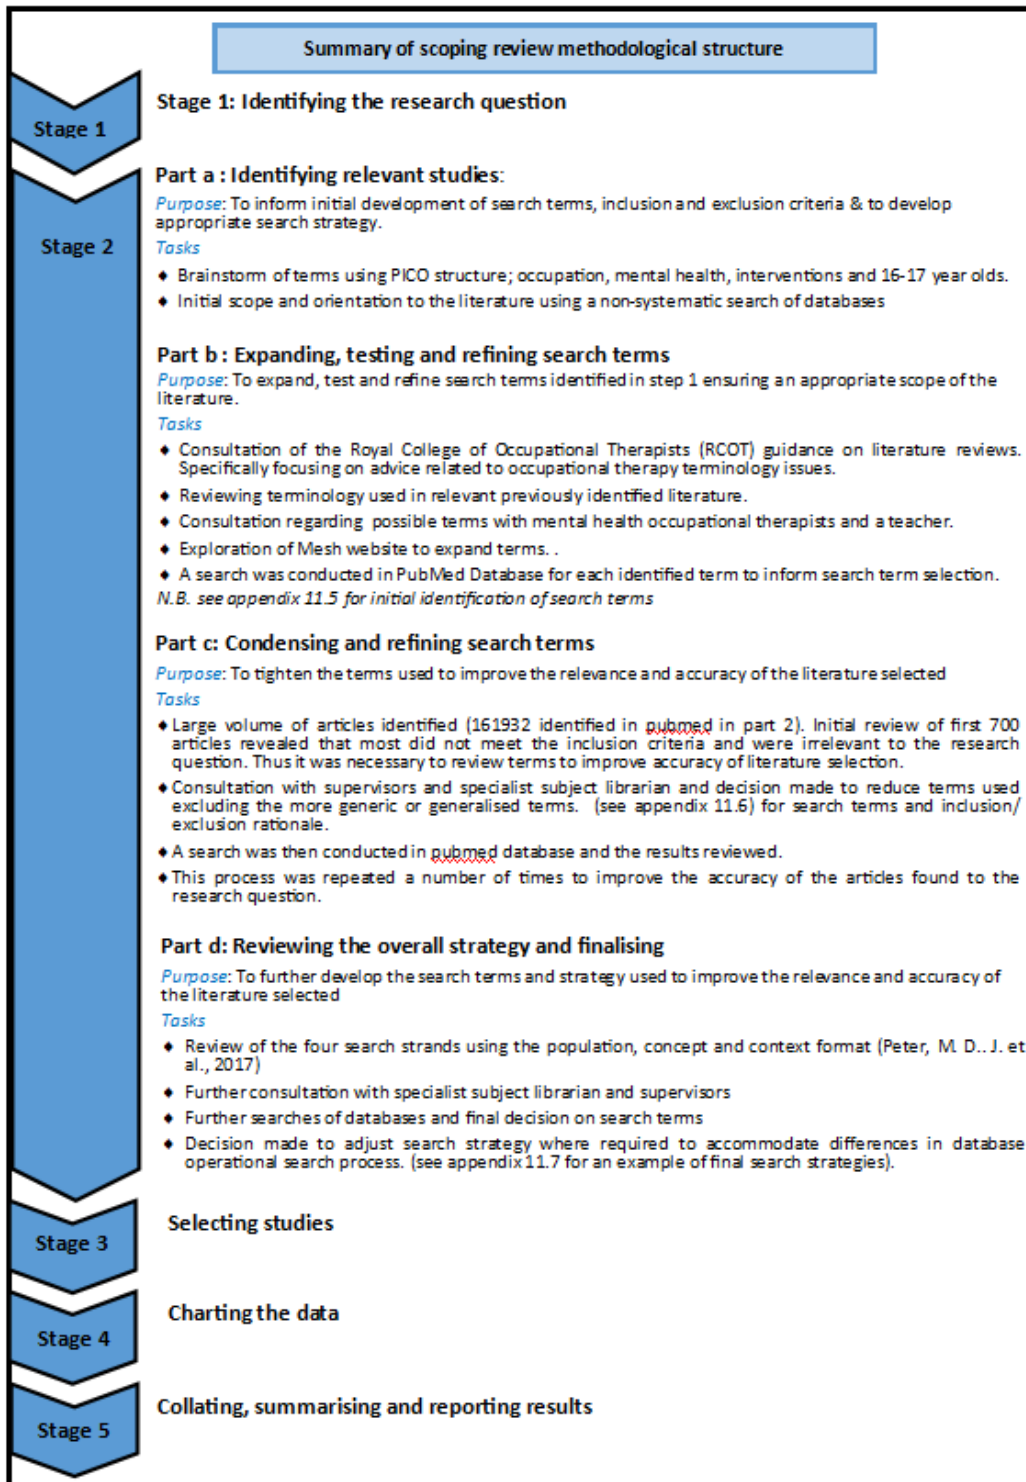 Summary of scoping review methodological structure
Stage 1
Stage 1: Identifying the research question
Stage 2
Part a : Identifying relevant studies:
Purpose: To inform initial development of search terms, inclusion and exclusion criteria & to develop
appropriate search strategy.
Tasks
♦ Brainstorm of terms using PICO structure; occupation, mental health, interventions and 16-17 year olds.
♦ Initial scope and orientation to the literature using a non-systematic search of databases
Part b : Expanding, testing and refining search terms
Purpose: To expand, test and refine search terms identified in step 1 ensuring an appropriate scope of the
literature.
Tasks
♦ Consultation of the Royal College of Occupational Therapists (RCOT) guidance on literature reviews.
Specifically focusing on advice related to occupational therapy terminology issues.
♦ Reviewing terminology used in relevant previously identified literature.
♦ Consultation regarding possible terms with mental health occupational therapists and a teacher.
♦ Exploration of Mesh website to expand terms. .
♦ A search was conducted in PubMed Database for each identified term to inform search term selection.
N.B. see appendix 11.5 for initial identification of search terms
Part c: Condensing and refining search terms
Purpose: To tighten the terms used to improve the relevance and accuracy of the literature selected
Tasks
♦ Large volume of articles identified (161932 identified in pubmed in part 2). Initial review of first 700
articles revealed that most did not meet the inclusion criteria and were irrelevant to the research
question. Thus it was necessary to review terms to improve accuracy of literature selection.
♦ Consultation with supervisors and specialist subject librarian and decision made to reduce terms used
excluding the more generic or generalised terms. (see appendix 11.6) for search terms and inclusion/
exclusion rationale.
♦ A search was then conducted in pubmed database and the results reviewed.
♦ This process was repeated a number of times to improve the accuracy of the articles found to the
research question.
Part d: Reviewing the overall strategy and finalising
Purpose: To further develop the search terms and strategy used to improve the relevance and accuracy of
the literature selected
Tasks
♦ Review of the four search strands using the population, concept and context format (Peter, M. D.. J. et
al., 2017)
♦ Further consultation with specialist subject librarian and supervisors
♦ Further searches of databases and final decision on search terms
♦ Decision made to adjust search strategy where required to accommodate differences in database
operational search process. (see appendix 11.7 for an example of final search strategies).
Stage 3
Selecting studies
Stage 4
Charting the data
Stage 5
Collating, summarising and reporting results